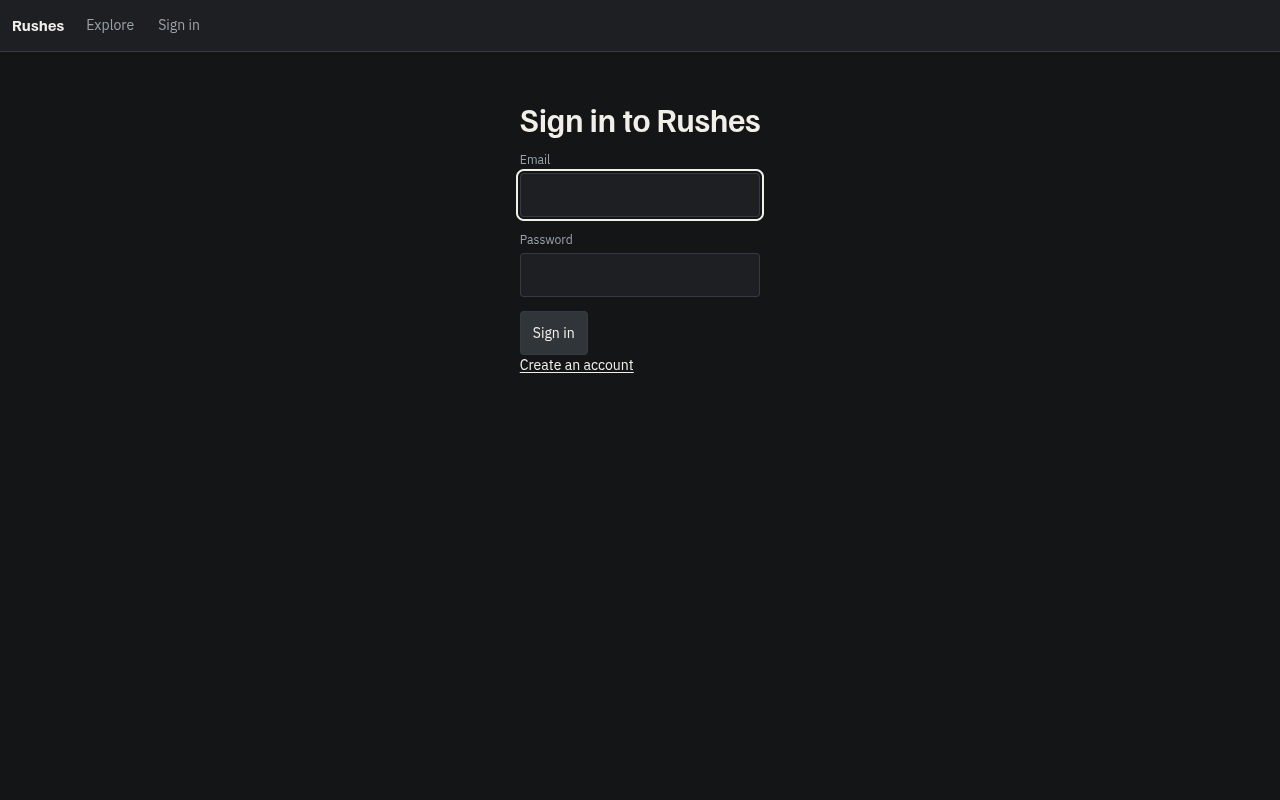 Rushes Explore Sign in
Sign in to Rushes
Email
Password
Sign in
Create an account